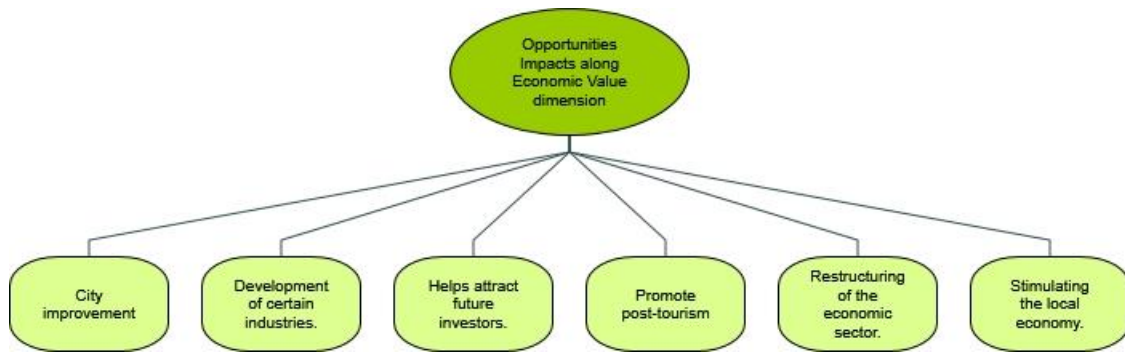 Opportunities
Impacts along
Economic Value
dimension
City
improvement
Development
of certain
industries.
Helps attract
future
investors.
Promote
post-tourism
Restructuring
of the
economic
sector.
Stimulating
the local
economy.